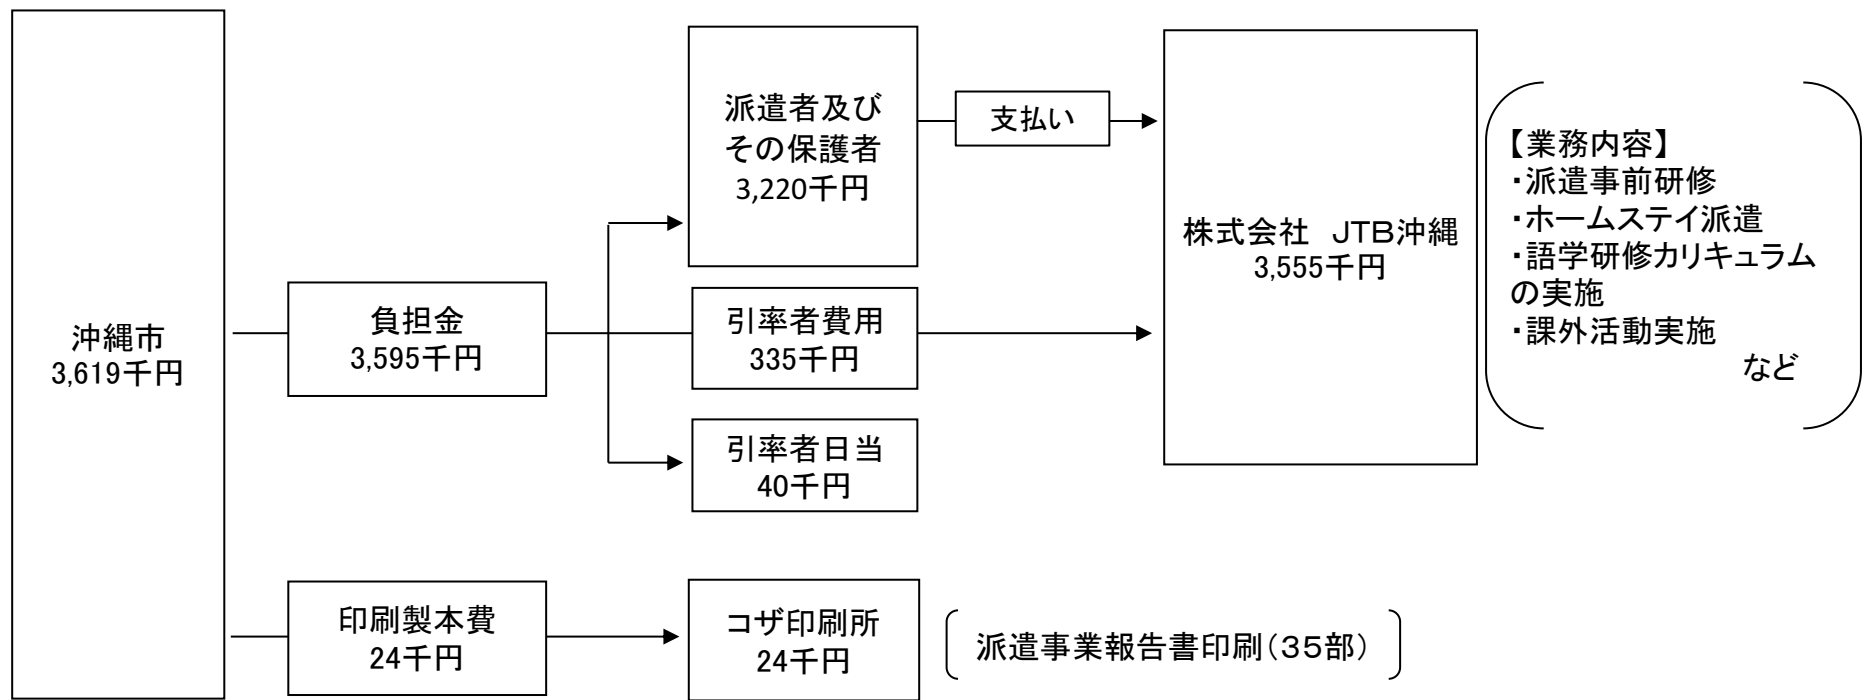 沖縄市
3,619千円
負担金
3,595千円
派遣者及び
その保護者
3,220千円
支払い
引率者費用
335千円
引率者日当
40千円
株式会社　JTB沖縄
3,555千円
【業務内容】
・派遣事前研修
・ホームステイ派遣
・語学研修カリキュラム
の実施
・課外活動実施
など
印刷製本費
24千円
コザ印刷所
24千円
派遣事業報告書印刷（35部）